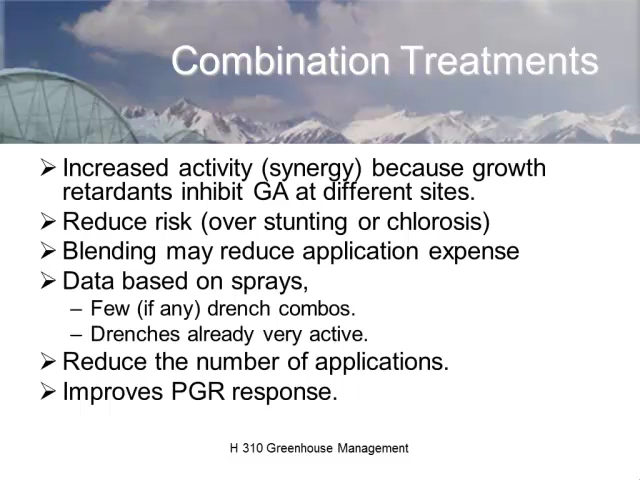 Combination Treatments
➢ Increased activity (synergy) because growth
retardants inhibit GA at different sites.
➢ Reduce risk (over stunting or chlorosis)
➢ Blending may reduce application expense
➢ Data based on sprays,
– Few (if any) drench combos.
– Drenches already very active.
➢ Reduce the number of applications.
➢ Improves PGR response.
H 310 Greenhouse Management